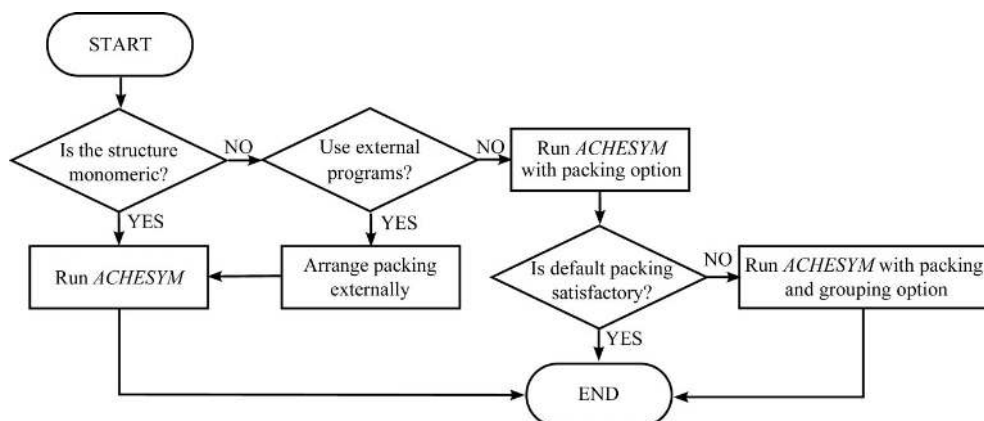 START
Is the structure
monomeric?
NO
Use external
programs?
NO
Run ACHESYM
with packing option
YES
YES
Run ACHESYM
Arrange packing
externally
Is default packing
satisfactory?
NO
Run ACHESYM with packing
and grouping option
YES
END